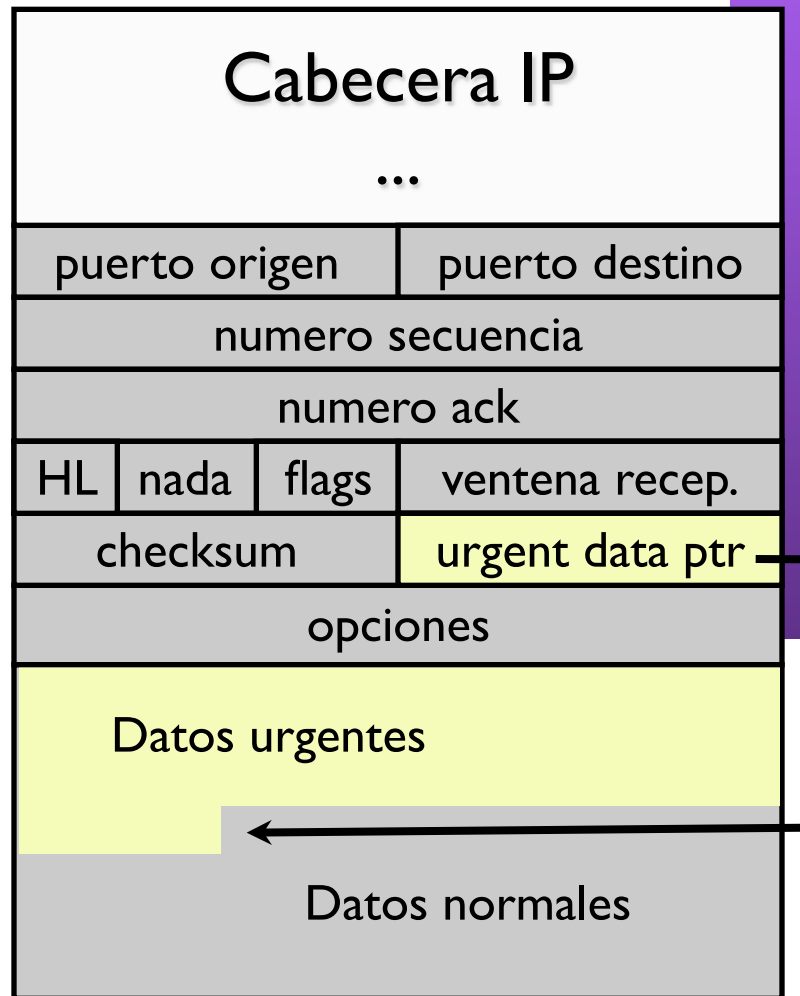 Cabecera IP
...
puerto origen puerto destino
numero secuencia
numero ack
HL nada flags ventena recep.
checksum urgent data ptr
opciones
Datos urgentes
Datos normales